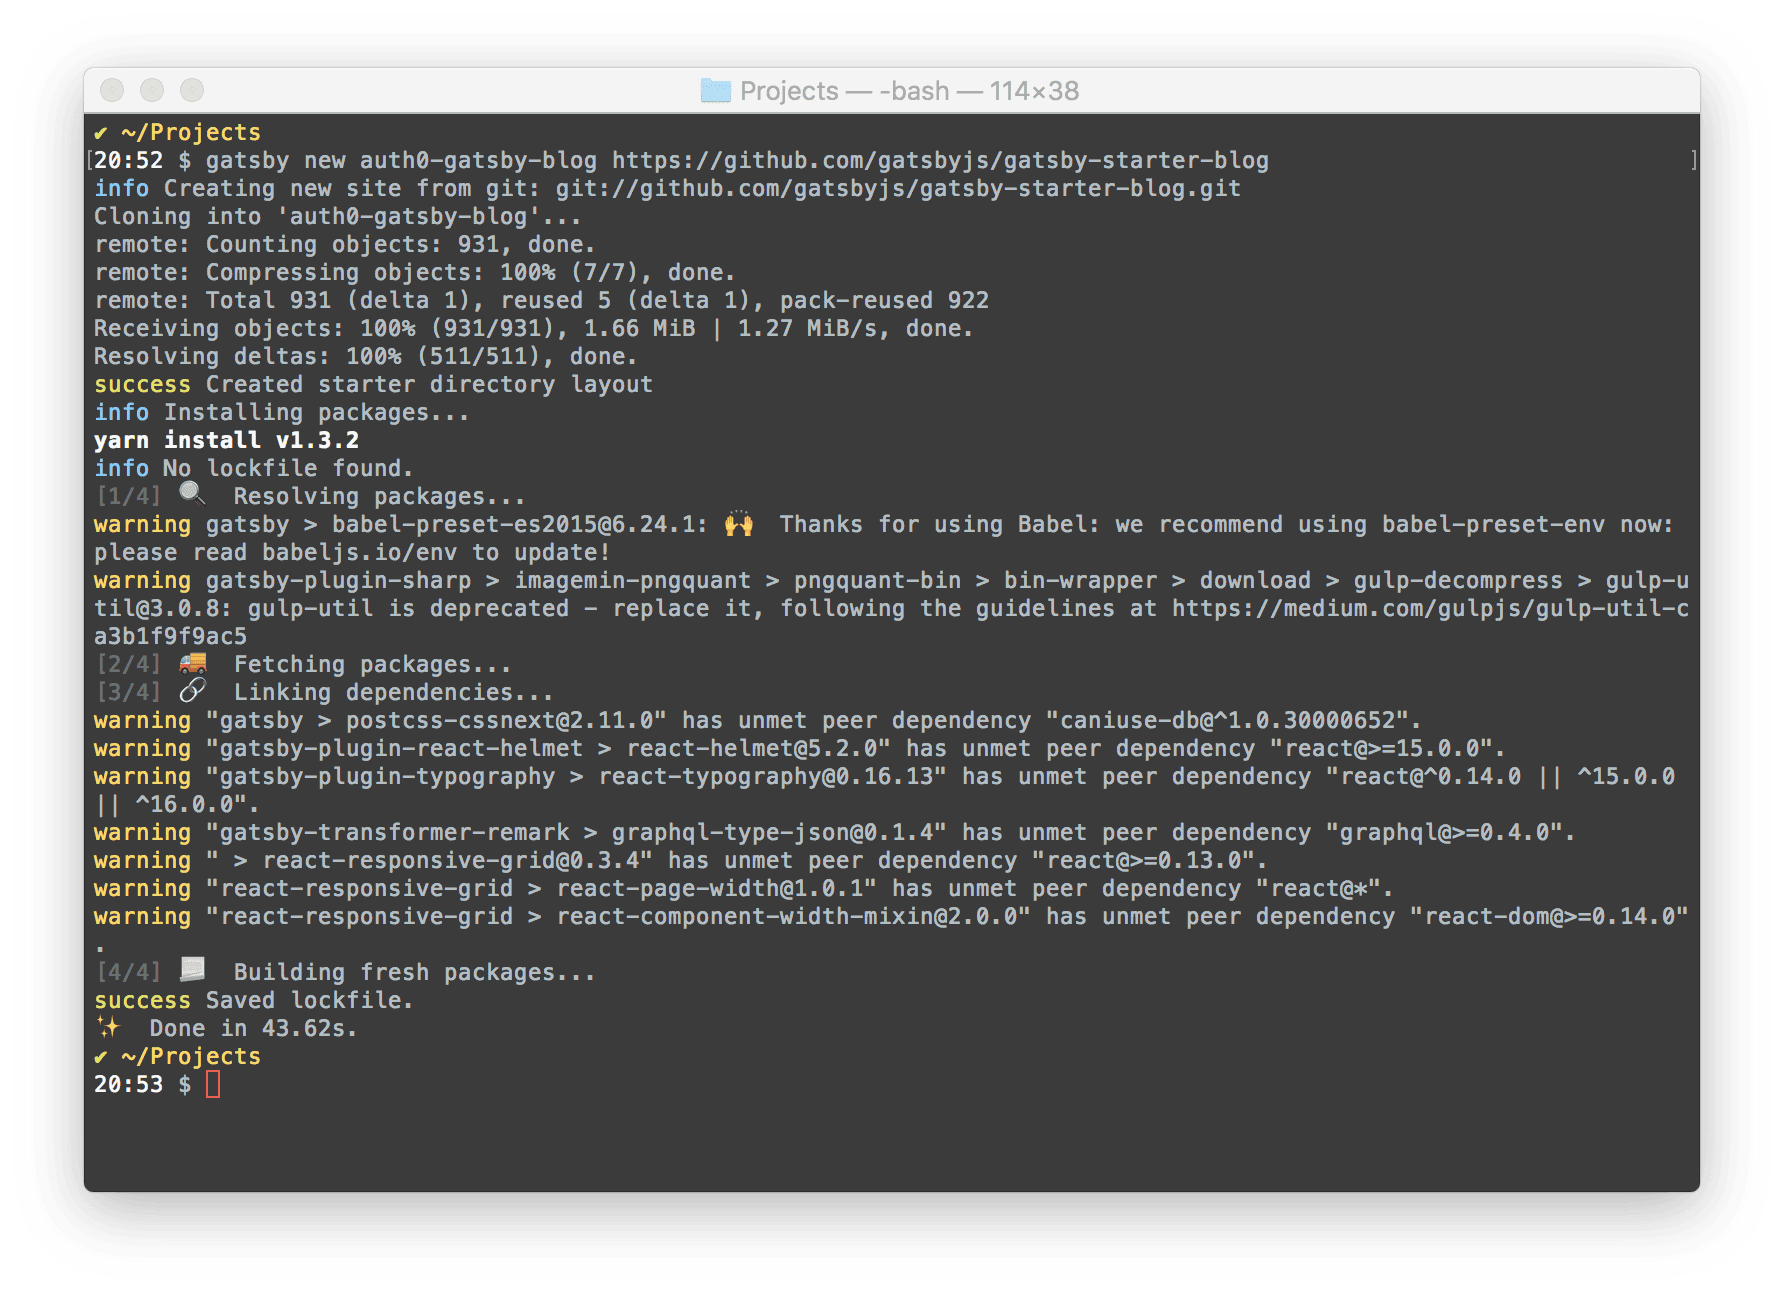 Projects — -bash — 114×38
✔ ~/Projects
[20:52 $ gatsby new auth0-gatsby-blog https://github.com/gatsbyjs/gatsby-starter-blog ]
info Creating new site from git: git://github.com/gatsbyjs/gatsby-starter-blog.git
Cloning into 'auth0-gatsby-blog'...
remote: Counting objects: 931, done.
remote: Compressing objects: 100% (7/7), done.
remote: Total 931 (delta 1), reused 5 (delta 1), pack-reused 922
Receiving objects: 100% (931/931), 1.66 MiB | 1.27 MiB/s, done.
Resolving deltas: 100% (511/511), done.
success Created starter directory layout
info Installing packages...
yarn install v1.3.2
info No lockfile found.
[1/4] 🔍 Resolving packages...
warning gatsby > babel-preset-es2015@6.24.1: 🙌 Thanks for using Babel: we recommend using babel-preset-env now:
please read babeljs.io/env to update!
warning gatsby-plugin-sharp > imagemin-pngquant > pngquant-bin > bin-wrapper > download > gulp-decompress > gulp-u
til@3.0.8: gulp-util is deprecated - replace it, following the guidelines at https://medium.com/gulpjs/gulp-util-c
a3b1f9f9ac5
[2/4] 🚚 Fetching packages...
[3/4] 🔗 Linking dependencies...
warning "gatsby > postcss-cssnext@2.11.0" has unmet peer dependency "caniuse-db@^1.0.30000652".
warning "gatsby-plugin-react-helmet > react-helmet@5.2.0" has unmet peer dependency "react@>=15.0.0".
warning "gatsby-plugin-typography > react-typography@0.16.13" has unmet peer dependency "react@^0.14.0 || ^15.0.0
|| ^16.0.0".
warning "gatsby-transformer-remark > graphql-type-json@0.1.4" has unmet peer dependency "graphql@>=0.4.0".
warning " > react-responsive-grid@0.3.4" has unmet peer dependency "react@>=0.13.0".
warning "react-responsive-grid > react-page-width@1.0.1" has unmet peer dependency "react@*".
warning "react-responsive-grid > react-component-width-mixin@2.0.0" has unmet peer dependency "react-dom@>=0.14.0"
.
[4/4] 📃 Building fresh packages...
success Saved lockfile.
✨ Done in 43.62s.
✔ ~/Projects
20:53 $